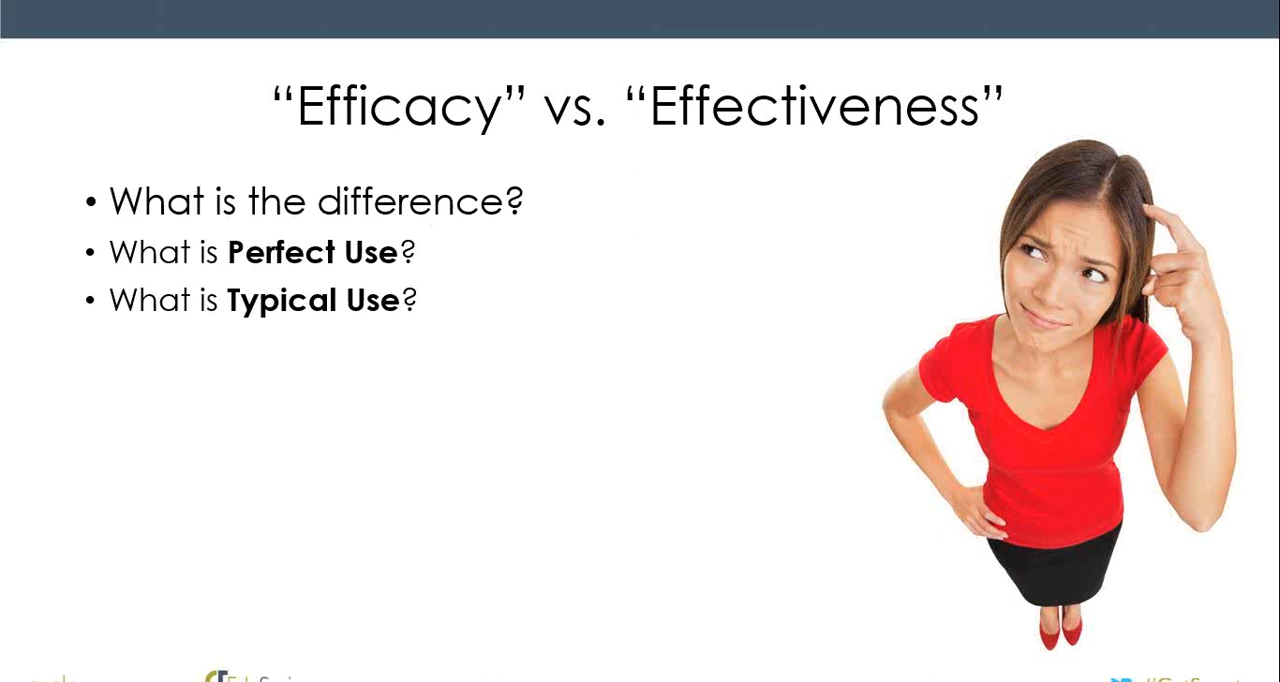 “Efficacy” vs. “Effectiveness”
• What is the difference?
• What is Perfect Use?
• What is Typical Use?